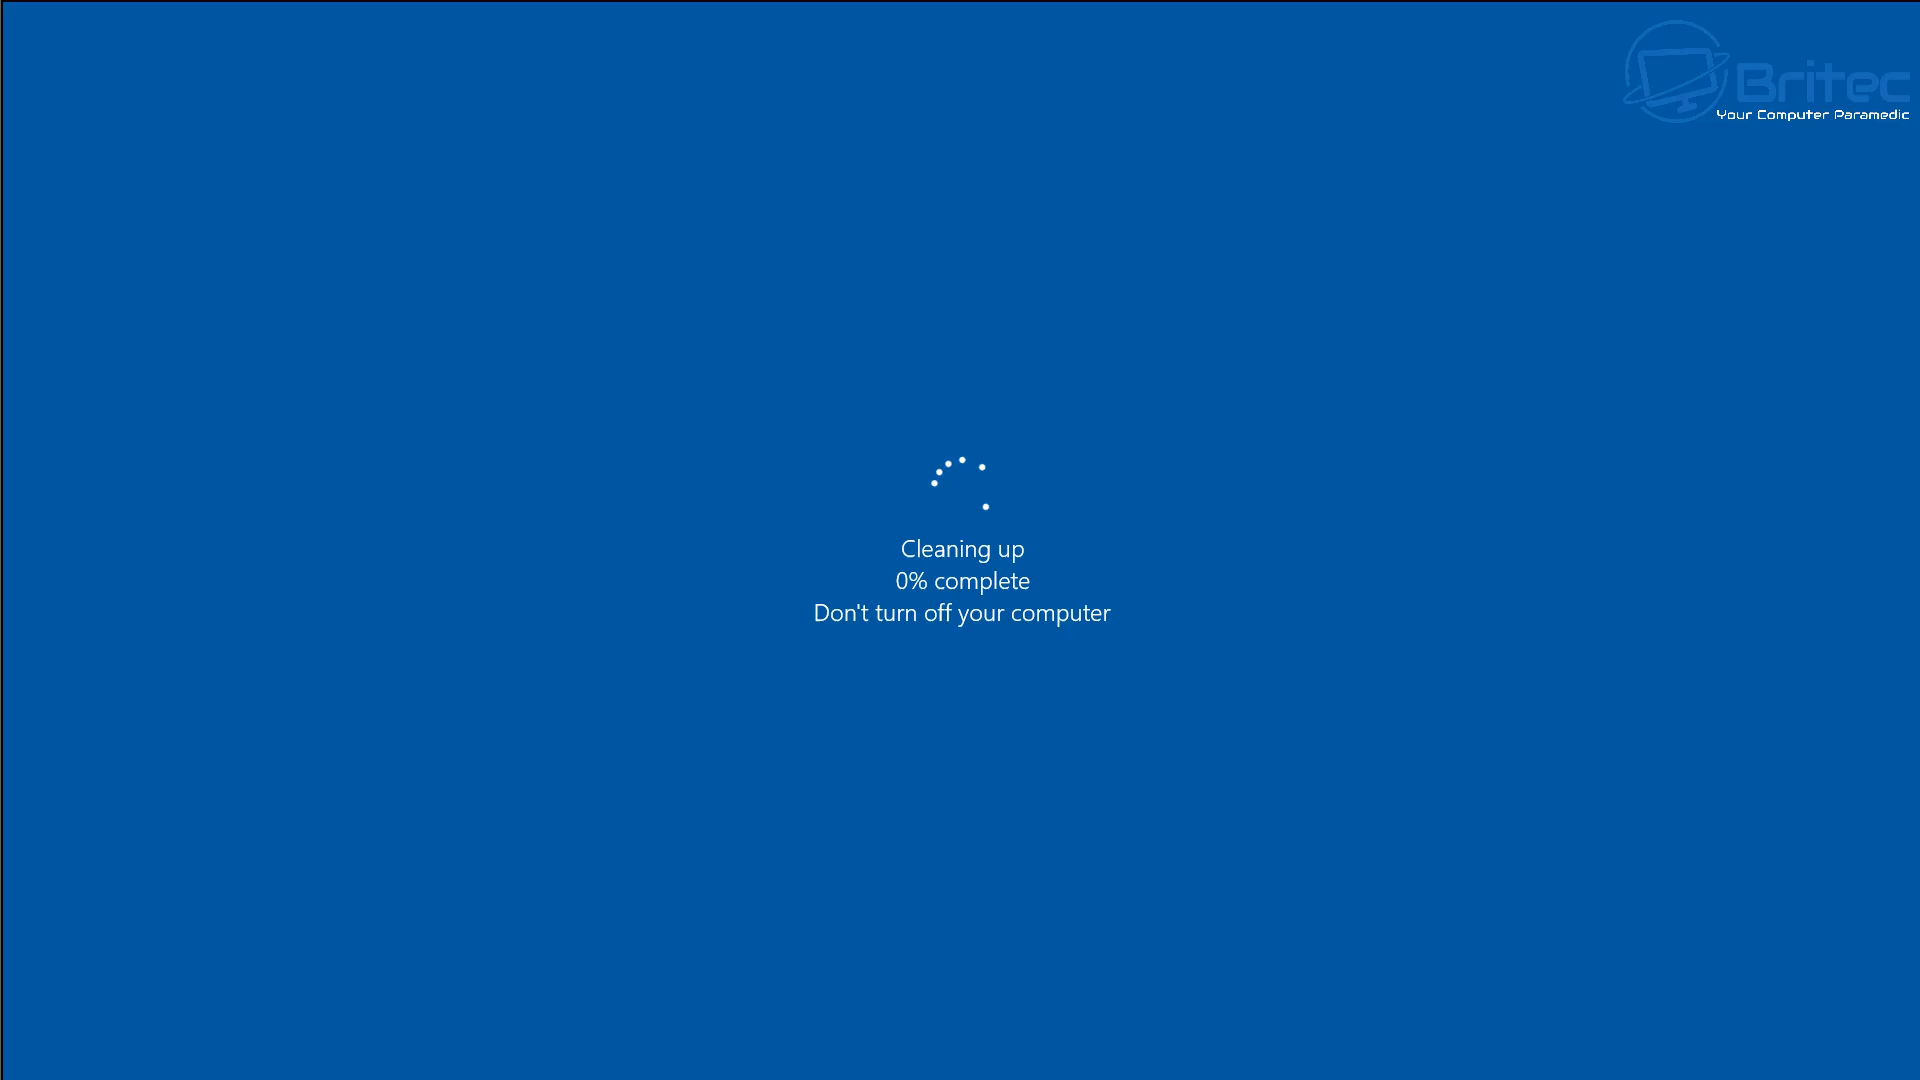 Britec
Your Computer Paramedic
Cleaning up
0% complete
Don't turn off your computer